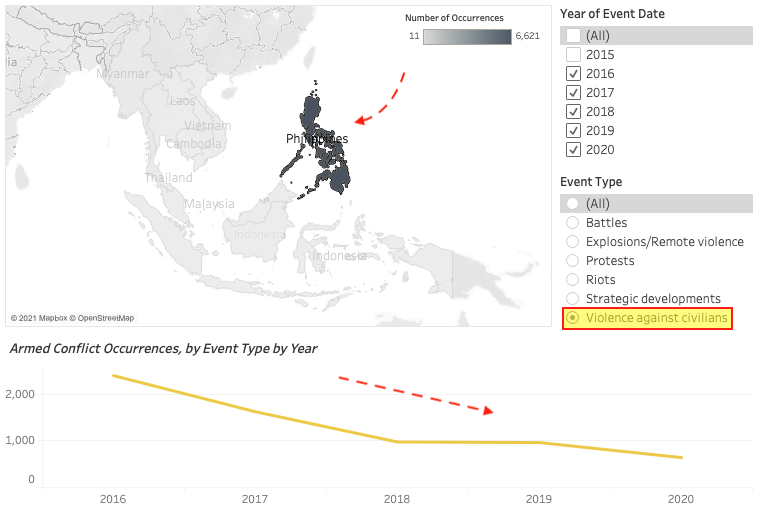 Number of Occurrences
11 6,621
ia
Myanmar
Laos
Vietnam
Cambodia
Thailand
Philippines
Malaysia
Indonesia
Indonesia
© 2021 Mapbox © OpenStreetMap
Year of Event Date
(All)
2015
2016
2017
2018
2019
2020
Event Type
(All)
Battles
Explosions/Remote violence
Protests
Riots
Strategic developments
Violence against civilians
Armed Conflict Occurrences, by Event Type by Year
2,000
1,000
0
2016 2017 2018 2019 2020